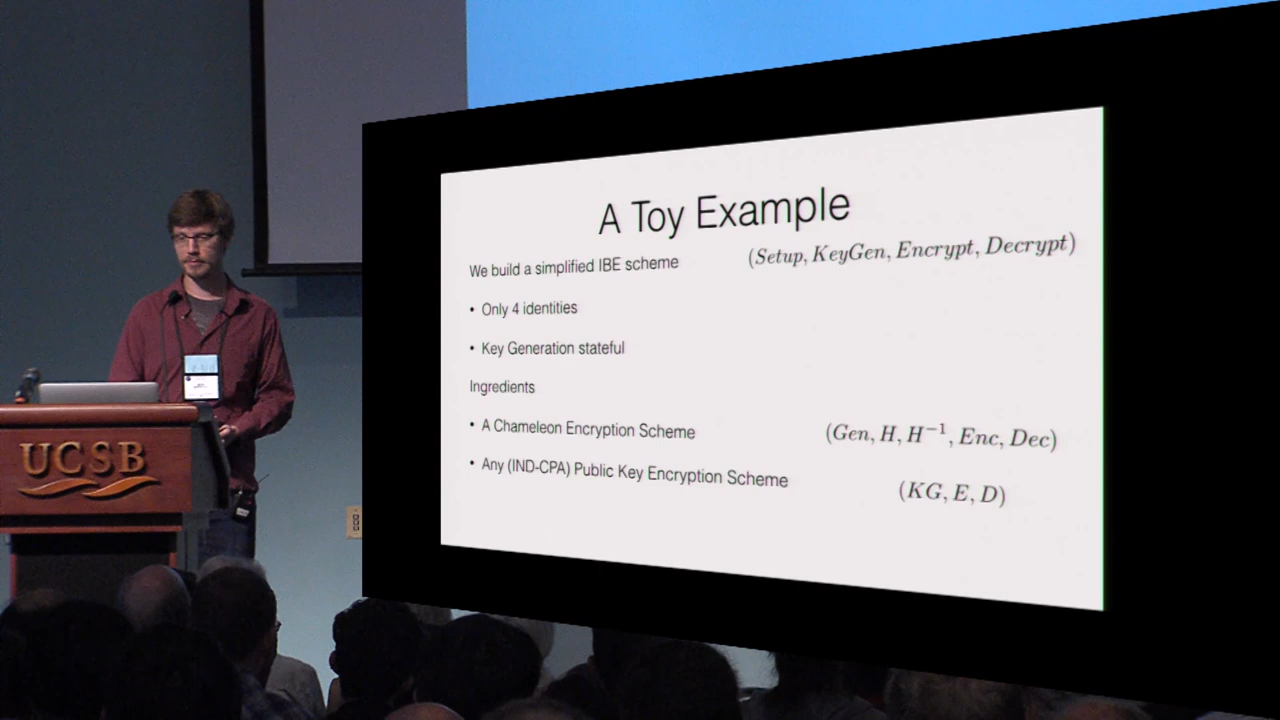 A Toy Example
We build a simplified IBE scheme (Setup, KeyGen, Encrypt, Decrypt)
• Only 4 identities
• Key Generation stateful
Ingredients
• A Chameleon Encryption Scheme (Gen, H, H⁻¹, Enc, Dec)
• Any (IND-CPA) Public Key Encryption Scheme (KG, E, D)
UCSB